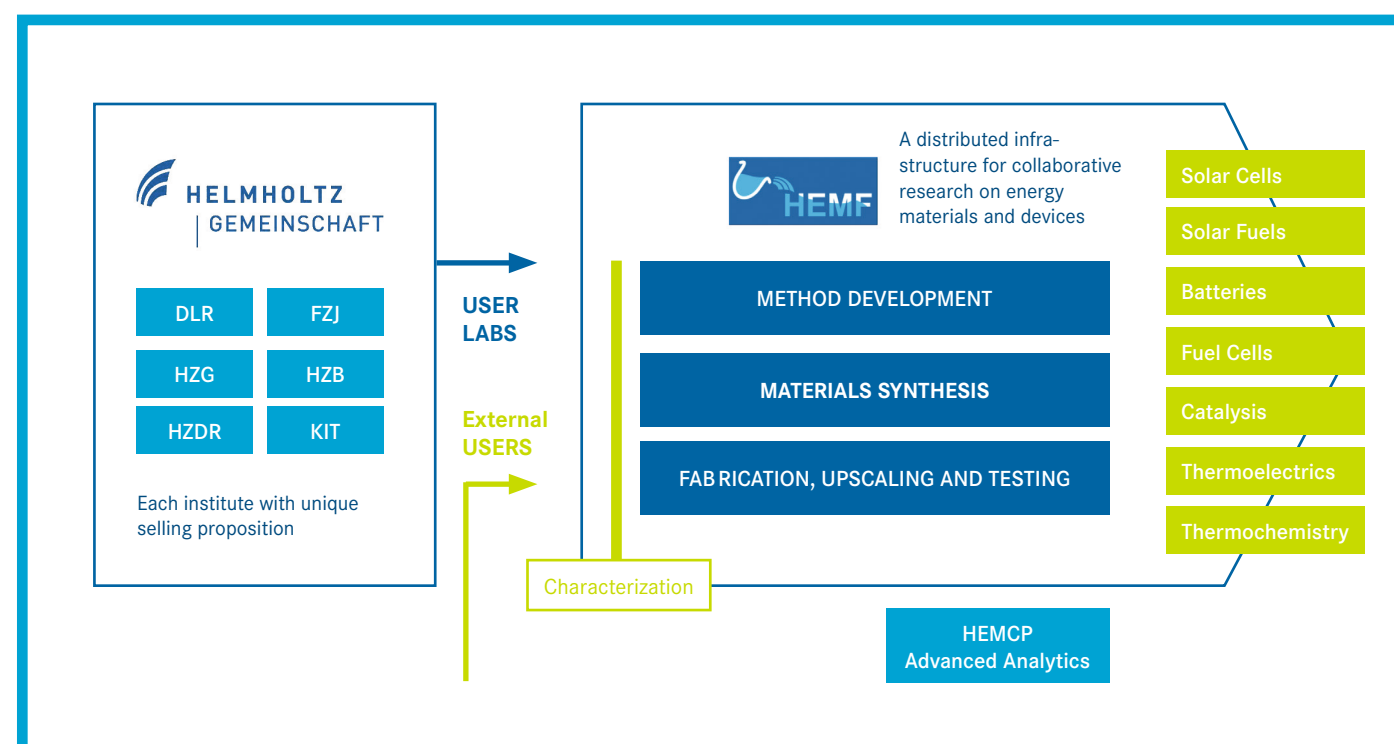 HELMHOLTZ
GEMEINSCHAFT
DLR
FZJ
HZG
HZB
HZDR
KIT
Each institute with unique
selling proposition
USER
LABS
External
USERS
HEMF
A distributed infra-
structure for collaborative
research on energy
materials and devices
METHOD DEVELOPMENT
MATERIALS SYNTHESIS
FABRICATION, UPSCALING AND TESTING
Characterization
Solar Cells
Solar Fuels
Batteries
Fuel Cells
Catalysis
Thermoelectrics
Thermochemistry
HEMCP
Advanced Analytics